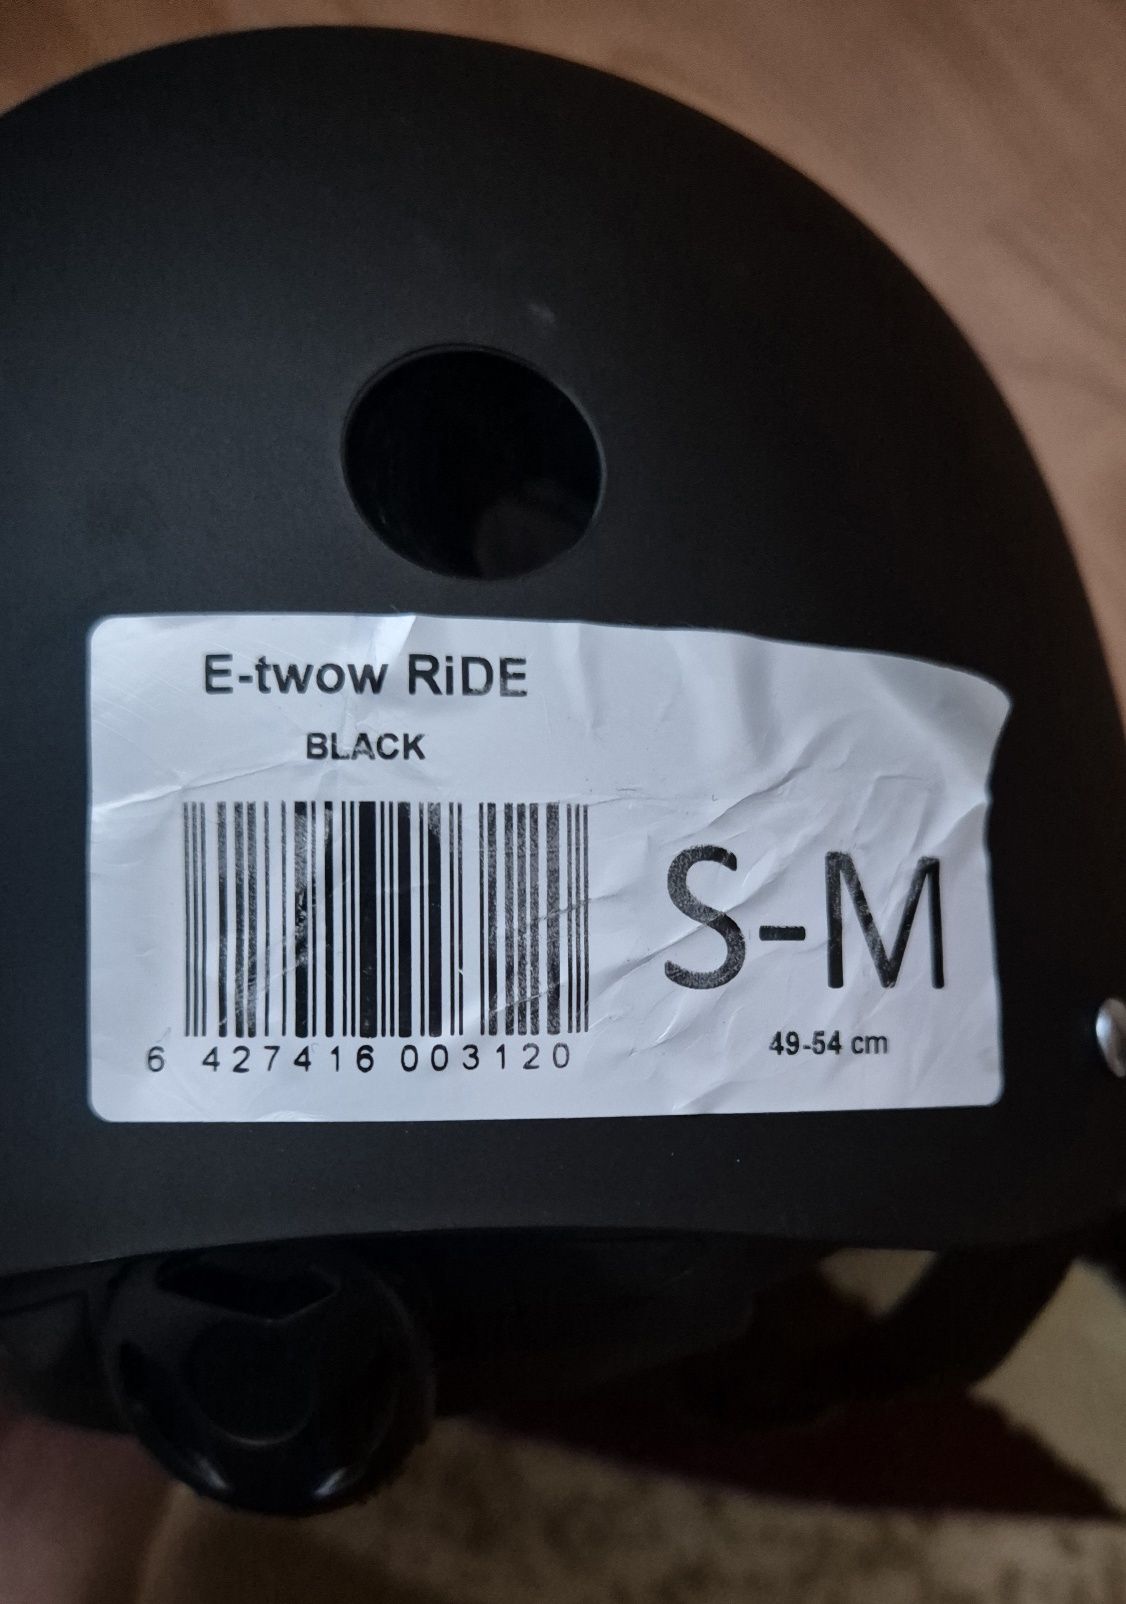 E-twow RiDE
BLACK
S-M
6 427416 003120
49-54 cm